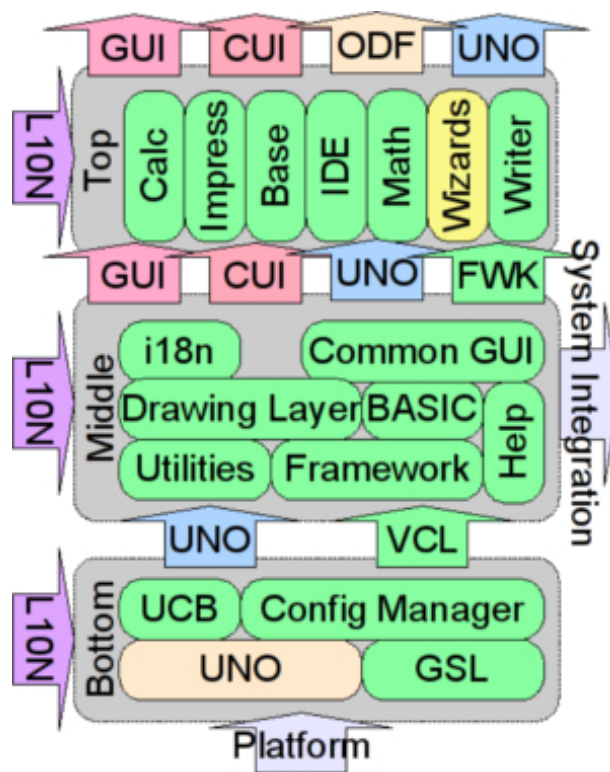 GUI CUI ODF UNO
L10N
Top
Calc
Impress
Base
IDE
Math
Wizards
Writer
GUI CUI UNO FWK
System Integration
L10N
Middle
i18n Common GUI
Drawing Layer BASIC
Help
Utilities Framework
UNO VCL
L10N
Bottom
UCB Config Manager
UNO GSL
Platform